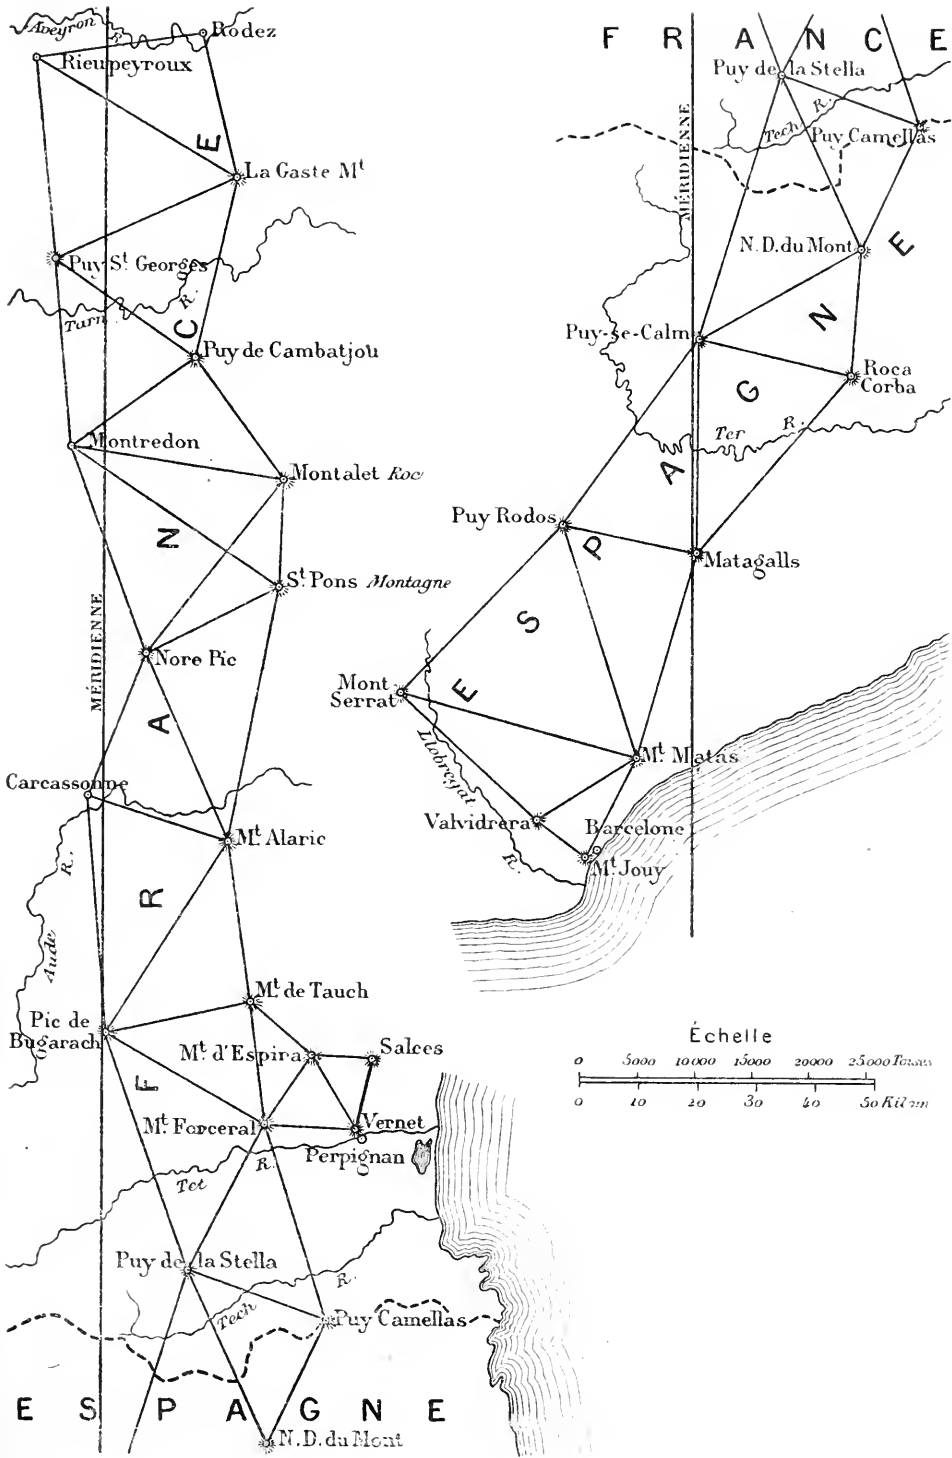 Aveyron R.
Rodez
Rieupeyroux
E
La Gaste Mt
Puy St. Georges
Tarn R.
C
Puy de Cambatjou
Montredon
Montalet Roc
N
St. Pons Montagne
MÉRIDIENNE
Nore Pic
A
Carcassonne
Mt. Alaric
R.
R
Aude
Mt. de Tauch
Pic de
Bugarach
Mt. d'Espira
Salces
F
Mt. Forceral
Vernet
Perpignan
Tet R.
Puy de la Stella
R.
Tech
Puy Camellas
E S P A G N E
N.D. du Mont
F R A N C E
Puy de la Stella
Tech R.
Puy Camellas
MÉRIDIENNE
N.D. du Mont
E
N
Puy-se-Calm
Roca
Corba
G
Ter R.
A
Puy Rodos
P
Matagalls
S
Mont
Serrat
E
Llobregat
R.
Mt. Matas
Valvidrera
Barcelone
Mt. Jouy
Échelle
0 5000 10000 15000 20000 25000 Toises
0 10 20 30 40 50 Kilom